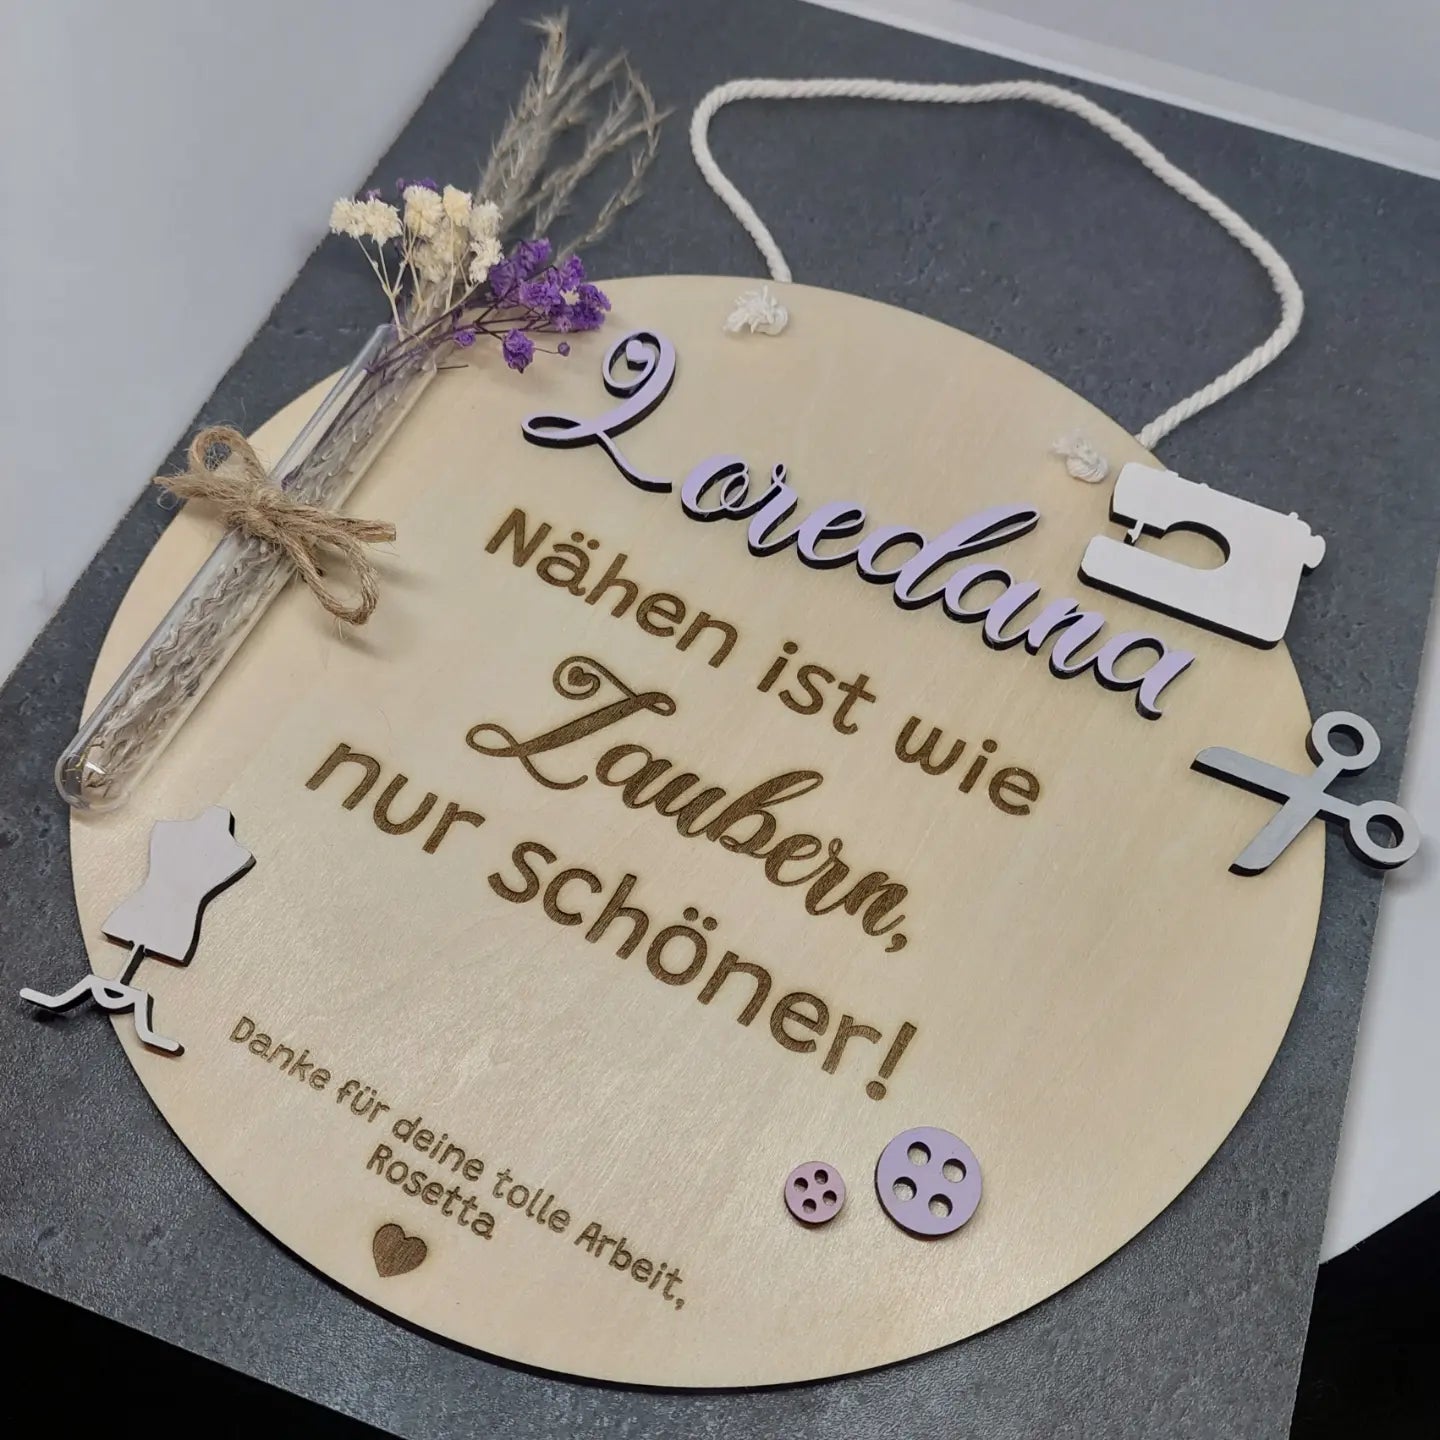 Loredana
Nähen ist wie
Zaubern,
nur schöner!
Danke für deine tolle Arbeit,
Rosetta